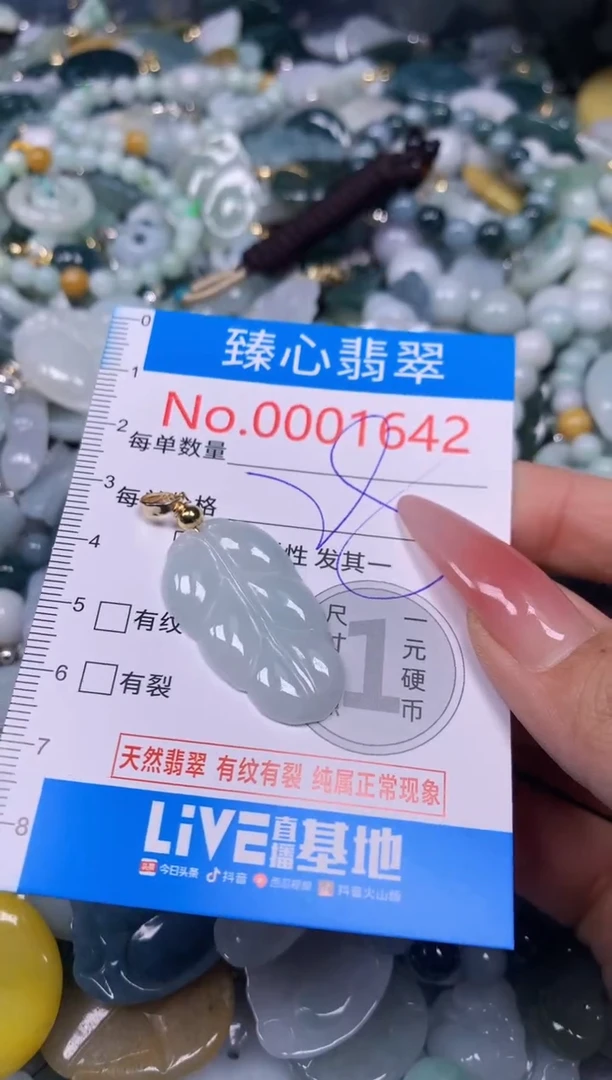 臻心翡翠
No.0001642
每单数量
每 价格
性 发其一
有纹
有裂
尺寸
一元硬币
1
天然翡翠 有纹有裂 纯属正常现象
LiVE直播基地
今日头条 抖音 抖音火山版
0
1
2
3
4
5
6
7
8